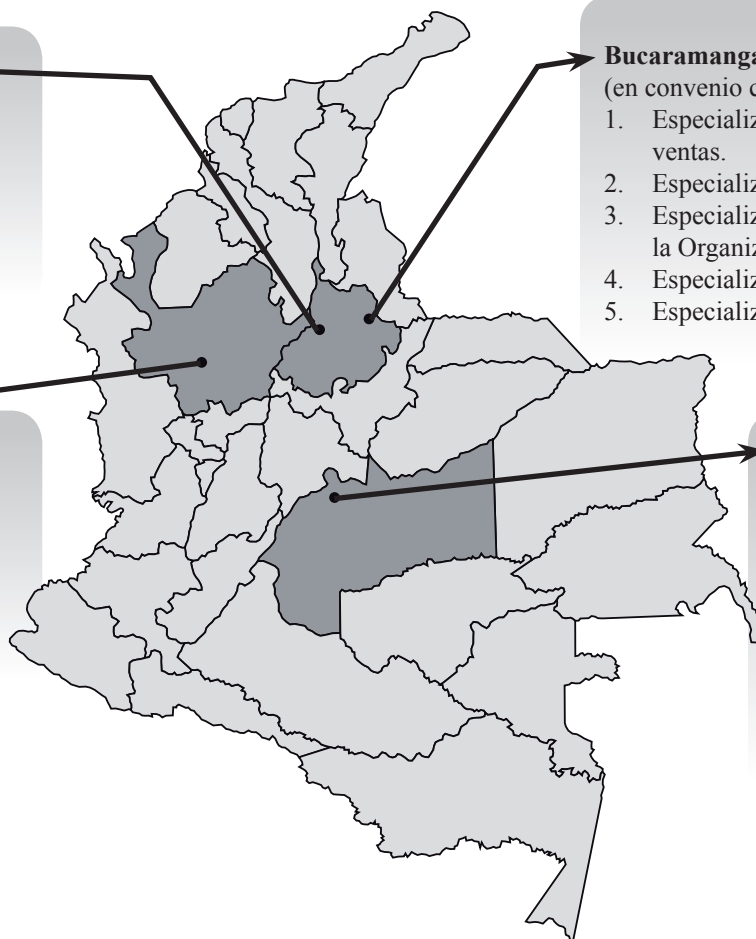 Bucaramanga
(en convenio
1. Especializ
ventas.
2. Especializ
3. Especializ
la Organiz
4. Especializ
5. Especializ